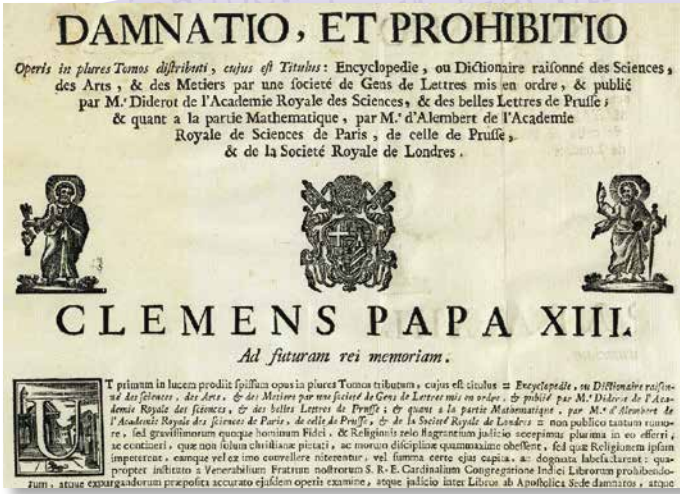 DAMNATIO, ET PROHIBITIO
Operis in plures Tomos distributi, cujus est Titulus: Encyclopedie, ou Dictionaire raisonné des Sciences,
des Arts, & des Metiers par une societé de Gens de Lettres mis en ordre, & publié
par M.r Diderot de l'Academie Royale des Sciences, & des belles Lettres de Prusse;
& quant a la partie Mathematique, par M.r d'Alembert de l'Academie
Royale de Sciences de Paris, de celle de Prusse,
& de la Societé Royale de Londres.
CLEMENS PAPA XIII.
Ad futuram rei memoriam.
UT primum in lucem prodiit spissum opus in plures Tomos tributum, cujus est titulus = Encyclopedie, ou Dictionaire raison-
né des sciences, des Arts, & des Metiers par une societé de Gens de Lettres mis en ordre, & publié par M.r Diderot de l'Aca-
demie Royale des sciences, & des belles Lettres de Prusse; & quant a la partie Mathematique, par M.r d'Alembert de
l'Academie Royale des sciences de Paris, de celle de Prusse, & de la Societé Royale de Londres = non publico tantum rumo-
re, sed gravissimorum quoque hominum Fidei, & Religionis zelo flagrantum judicio accepimus plurima in eo efferri,
ac contineri, quæ non solum christianæ pietati, ac morum disciplinæ quammaxime obessent, sed quæ Religionem ipsam
impeterent, eamque vel ex imo convellere niterentur, vel summa certe ejus capita, ac dogmata labefactarent: qua-
propter instituto a Venerabilium Fratrum nostrorum S. R. E. Cardinalium Congregatione Indici Librorum prohibendo-
rum, atque expurgandorum præposita accurato ejusdem operis examine, atque judicio inter Libros ab Apostolica Sede damnatos, atque